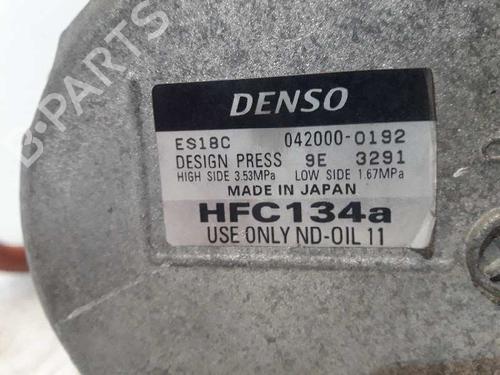 B-PARTS
DENSO
ES18C 042000-0192
DESIGN PRESS 9E 3291
HIGH SIDE 3.53MPa LOW SIDE 1.67MPa
MADE IN JAPAN
HFC134a
USE ONLY ND-OIL 11